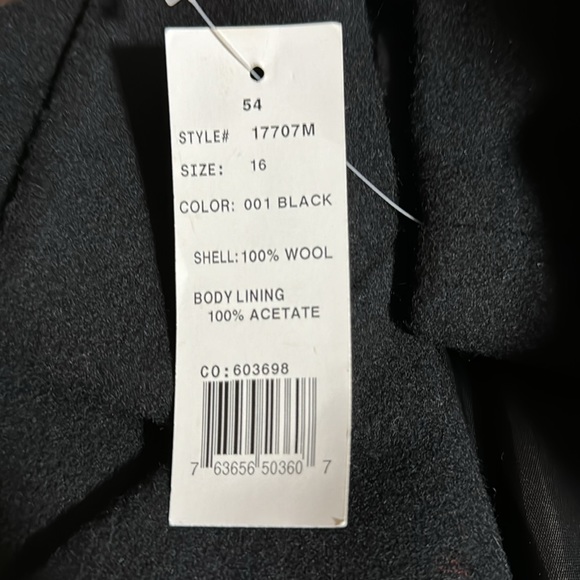 54
STYLE# 17707M
SIZE: 16
COLOR: 001 BLACK
SHELL: 100% WOOL
BODY LINING
100% ACETATE
CO: 603698
7 63656 50360 7